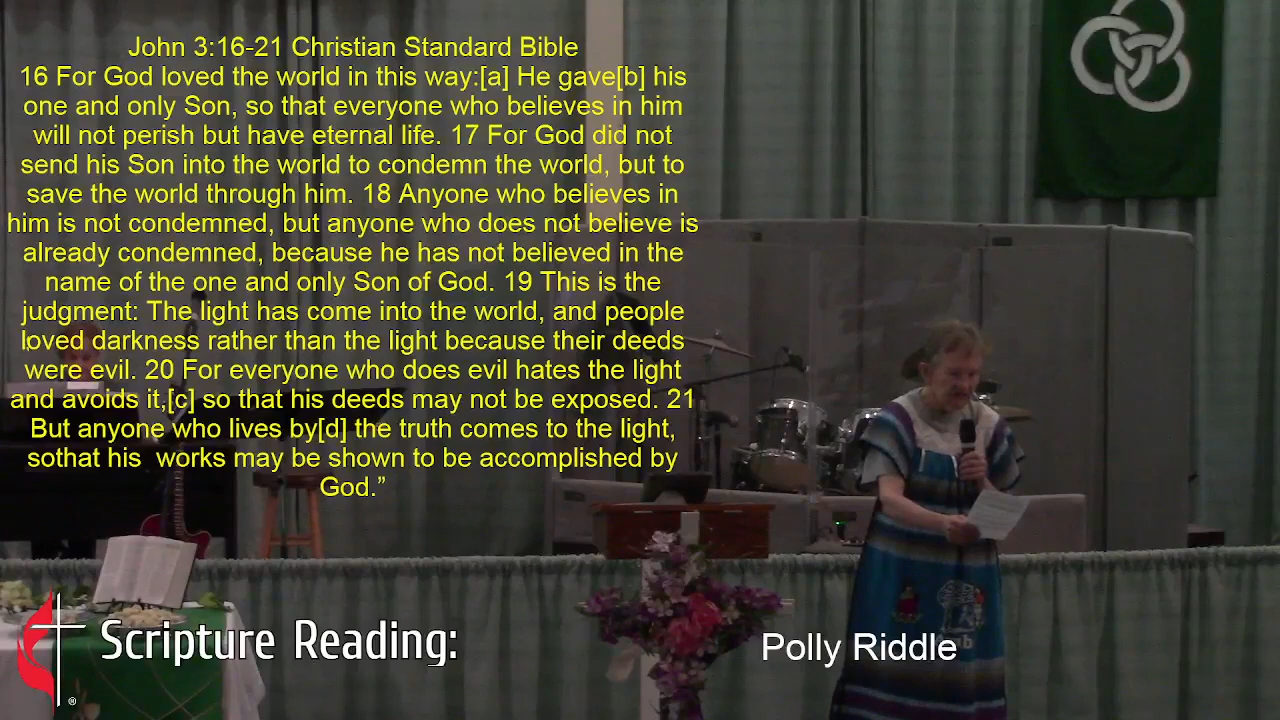 John 3:16-21 Christian Standard Bible
16 For God loved the world in this way:[a] He gave[b] his
one and only Son, so that everyone who believes in him
will not perish but have eternal life. 17 For God did not
send his Son into the world to condemn the world, but to
save the world through him. 18 Anyone who believes in
him is not condemned, but anyone who does not believe is
already condemned, because he has not believed in the
name of the one and only Son of God. 19 This is the
judgment: The light has come into the world, and people
loved darkness rather than the light because their deeds
were evil. 20 For everyone who does evil hates the light
and avoids it,[c] so that his deeds may not be exposed. 21
But anyone who lives by[d] the truth comes to the light,
sothat his  works may be shown to be accomplished by
God.”
Scripture Reading:
Polly Riddle
®